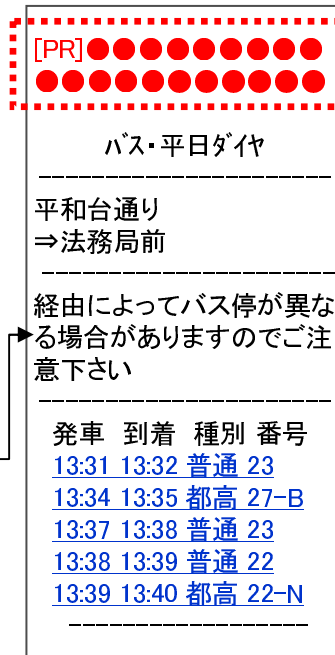 [PR]●●●●●●●●●●
●●●●●●●●●●●●
バス・平日ダイヤ
平和台通り
⇒法務局前
経由によってバス停が異な
る場合がありますのでご注
意下さい
発車 到着 種別 番号
13:31 13:32 普通 23
13:34 13:35 都高 27-B
13:37 13:38 普通 23
13:38 13:39 普通 22
13:39 13:40 都高 22-N